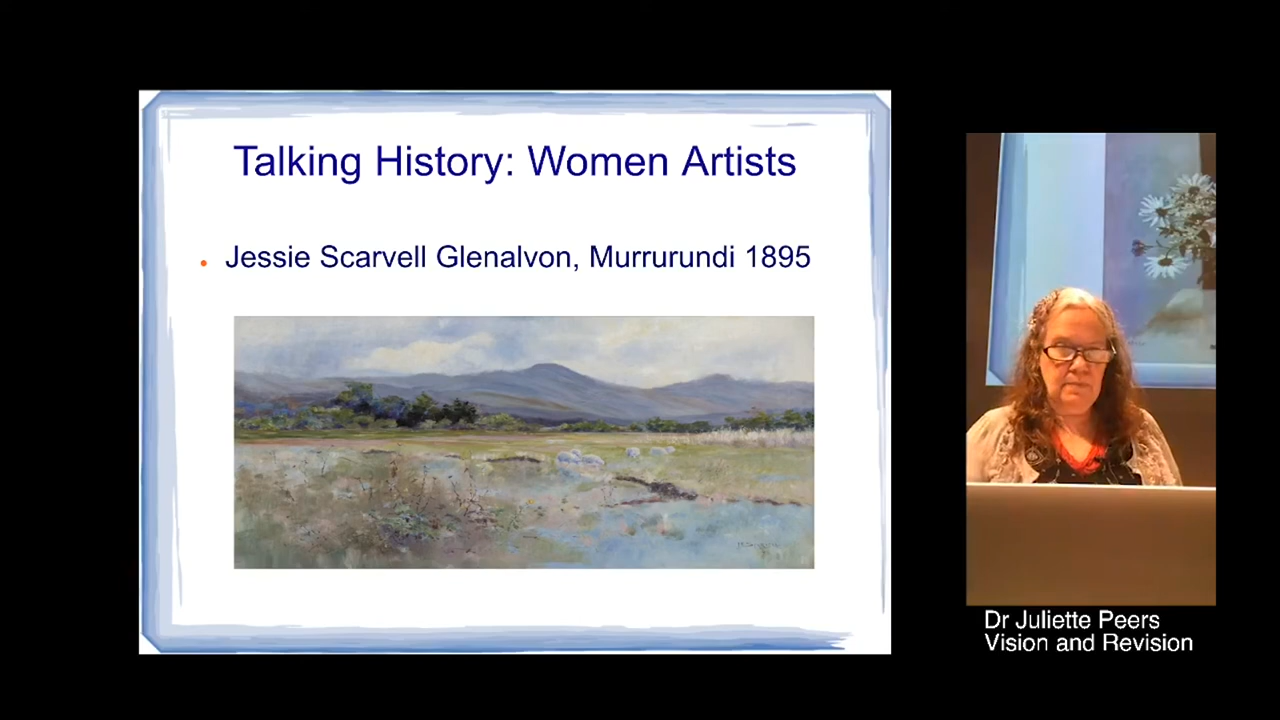 Talking History: Women Artists
Jessie Scarvell Glenalvon, Murrurundi 1895
Dr Juliette Peers
Vision and Revision